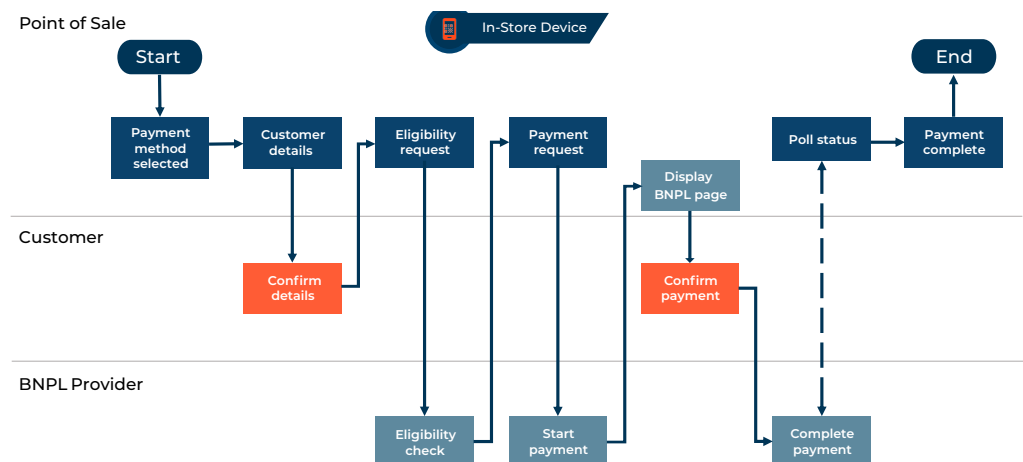 Point of Sale
In-Store Device
Start
End
Payment
method
selected
Customer
details
Eligibility
request
Payment
request
Poll status
Payment
complete
Display
BNPL page
Customer
Confirm
details
Confirm
payment
BNPL Provider
Eligibility
check
Start
payment
Complete
payment